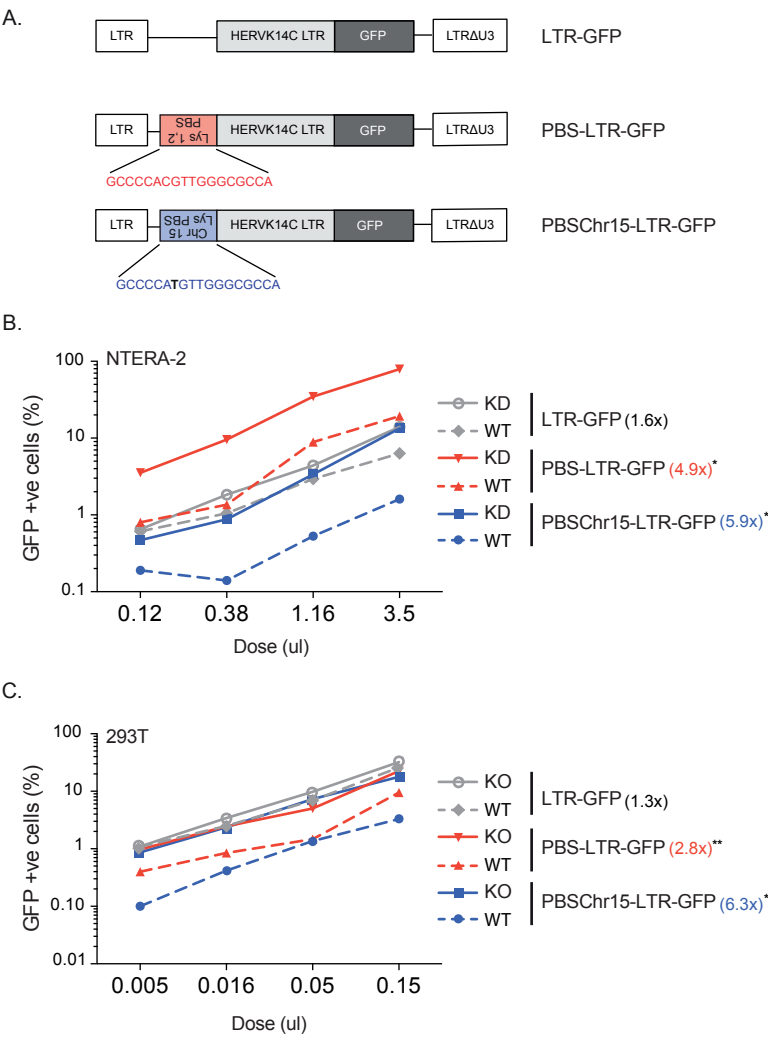 A.
LTR HERVK14C LTR GFP LTRΔU3 LTR-GFP
LTR Lys 1,2 PBS HERVK14C LTR GFP LTRΔU3 PBS-LTR-GFP
GCCCCACGTTGGGCGCCA
LTR Chr 15 Lys PBS HERVK14C LTR GFP LTRΔU3 PBSChr15-LTR-GFP
GCCCCATGTTGGGCGCCA
B.
NTERA-2
GFP +ve cells (%)
100
10
1
0.1
0.12 0.38 1.16 3.5
Dose (ul)
KD
WT
LTR-GFP (1.6x)
KD
WT
PBS-LTR-GFP (4.9x)*
KD
WT
PBSChr15-LTR-GFP (5.9x)*
C.
293T
GFP +ve cells (%)
100
10
1
0.10
0.01
0.005 0.016 0.05 0.15
Dose (ul)
KO
WT
LTR-GFP (1.3x)
KO
WT
PBS-LTR-GFP (2.8x)**
KO
WT
PBSChr15-LTR-GFP (6.3x)*